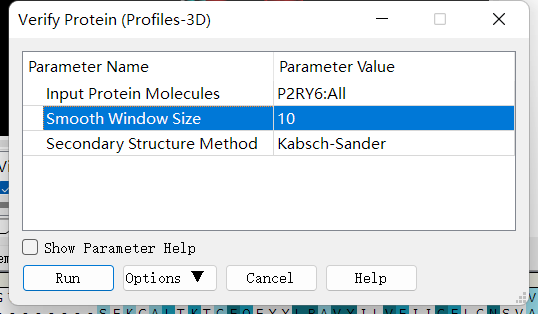 Verify Protein (Profiles-3D)
Parameter Name Parameter Value
Input Protein Molecules P2RY6:All
Smooth Window Size 10
Secondary Structure Method Kabsch-Sander
Show Parameter Help
Run Options ▼ Cancel Help